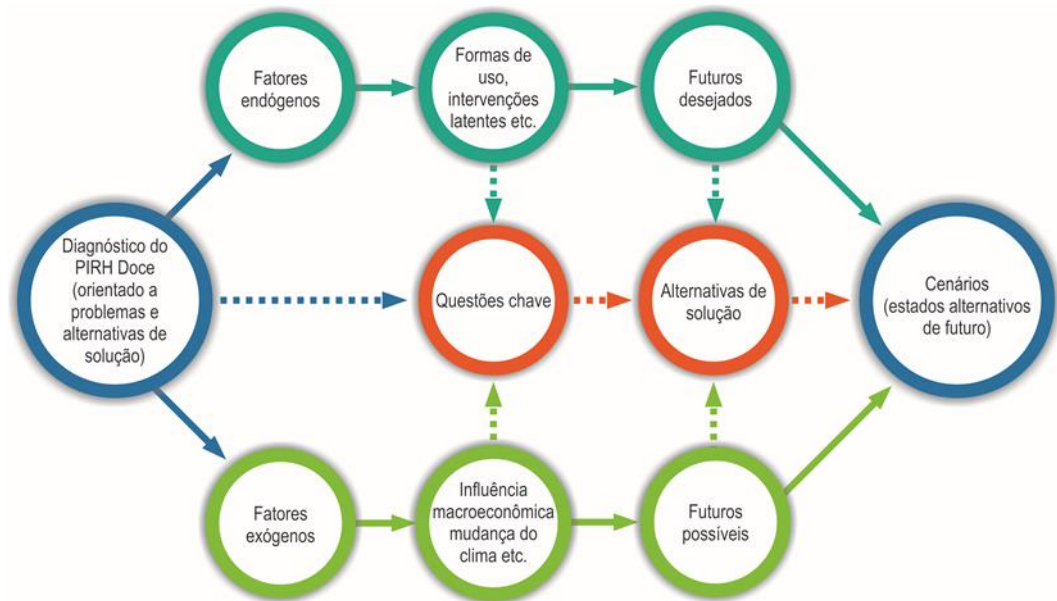 Fatores
endógenos
Formas de
uso,
intervenções
latentes etc.
Futuros
desejados
Diagnóstico do
PIRH Doce
(orientado a
problemas e
alternativas de
solução)
Questões chave
Alternativas de
solução
Cenários
(estados alternativos
de futuro)
Fatores
exógenos
Influência
macroeconômica
mudança do
clima etc.
Futuros
possíveis